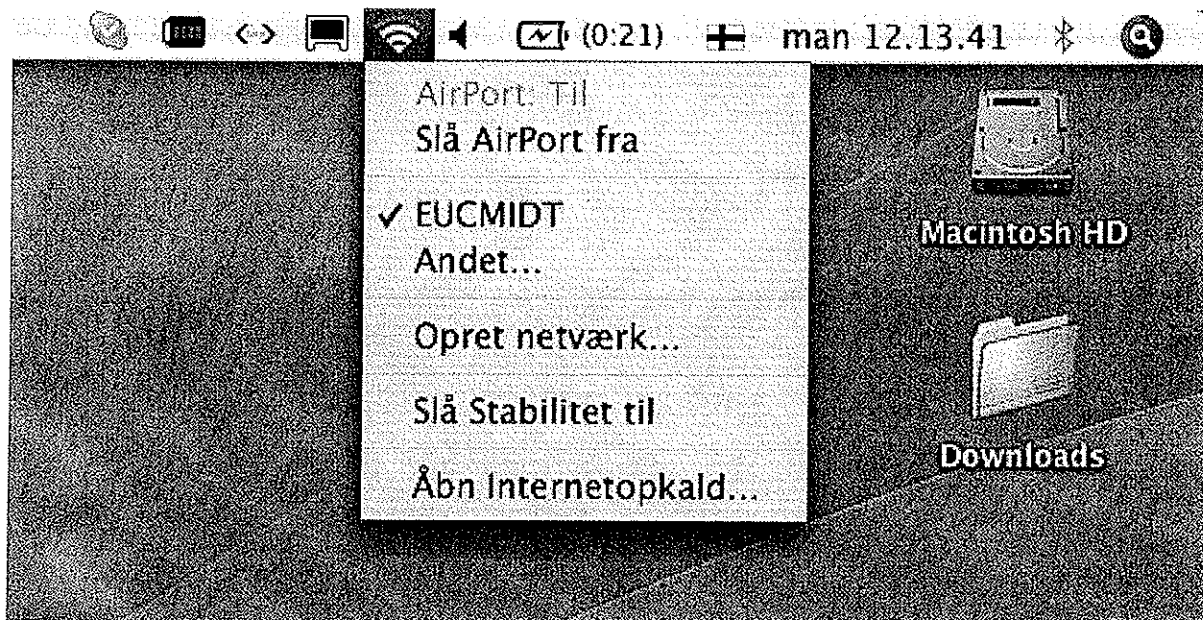 (0:21) man 12.13.41
AirPort: Til
Slå AirPort fra
✓ EUCMIDT
Andet...
Opret netværk...
Slå Stabilitet til
Åbn Internetopkald...
Macintosh HD
Downloads